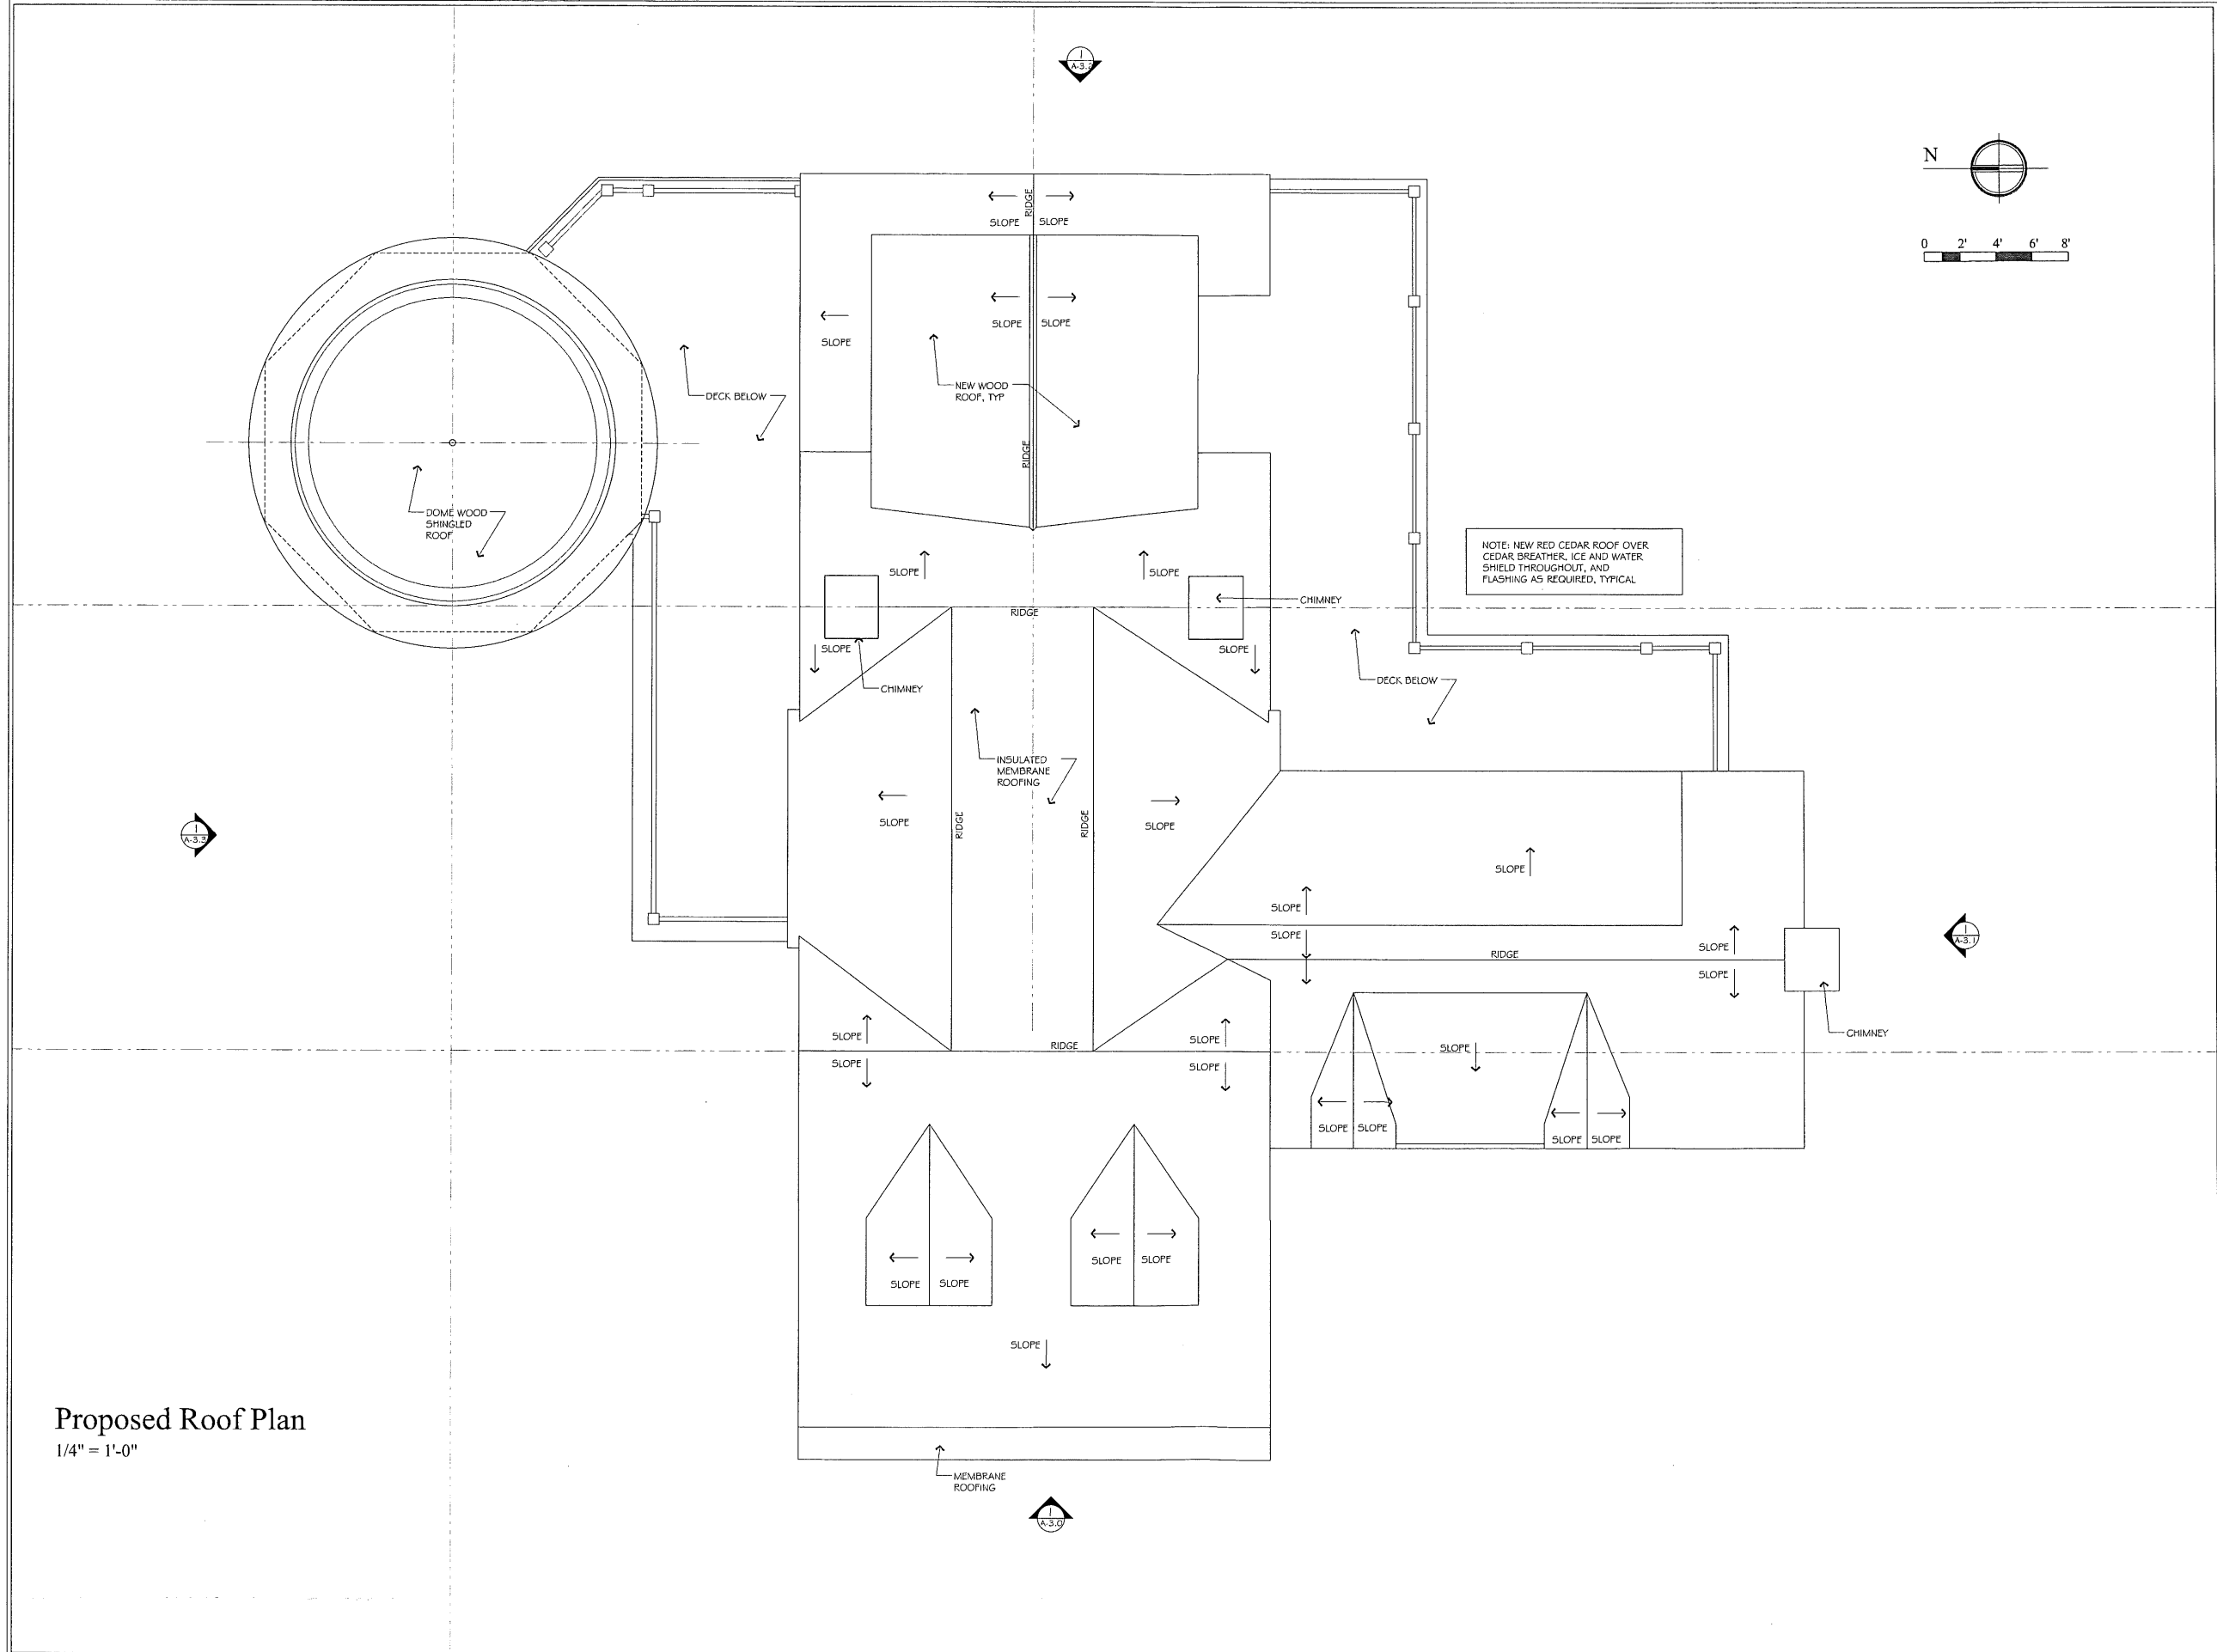 1
A-3.2
N
0 2' 4' 6' 8'
RIDGE
SLOPE SLOPE
SLOPE SLOPE
SLOPE
NEW WOOD
ROOF, TYP
DECK BELOW
RIDGE
DOME WOOD
SHINGLED
ROOF
NOTE: NEW RED CEDAR ROOF OVER
CEDAR BREATHER, ICE AND WATER
SHIELD THROUGHOUT, AND
FLASHING AS REQUIRED, TYPICAL
SLOPE
SLOPE
CHIMNEY
RIDGE
SLOPE
SLOPE
CHIMNEY
DECK BELOW
INSULATED
MEMBRANE
ROOFING
SLOPE
RIDGE
RIDGE
SLOPE
1
A-3.3
SLOPE
SLOPE
SLOPE
SLOPE
RIDGE
SLOPE
1
A-3.1
CHIMNEY
SLOPE
SLOPE
RIDGE
SLOPE
SLOPE
SLOPE
SLOPE SLOPE
SLOPE SLOPE
SLOPE SLOPE
SLOPE SLOPE
SLOPE
Proposed Roof Plan
1/4" = 1'-0"
MEMBRANE
ROOFING
1
A-3.0